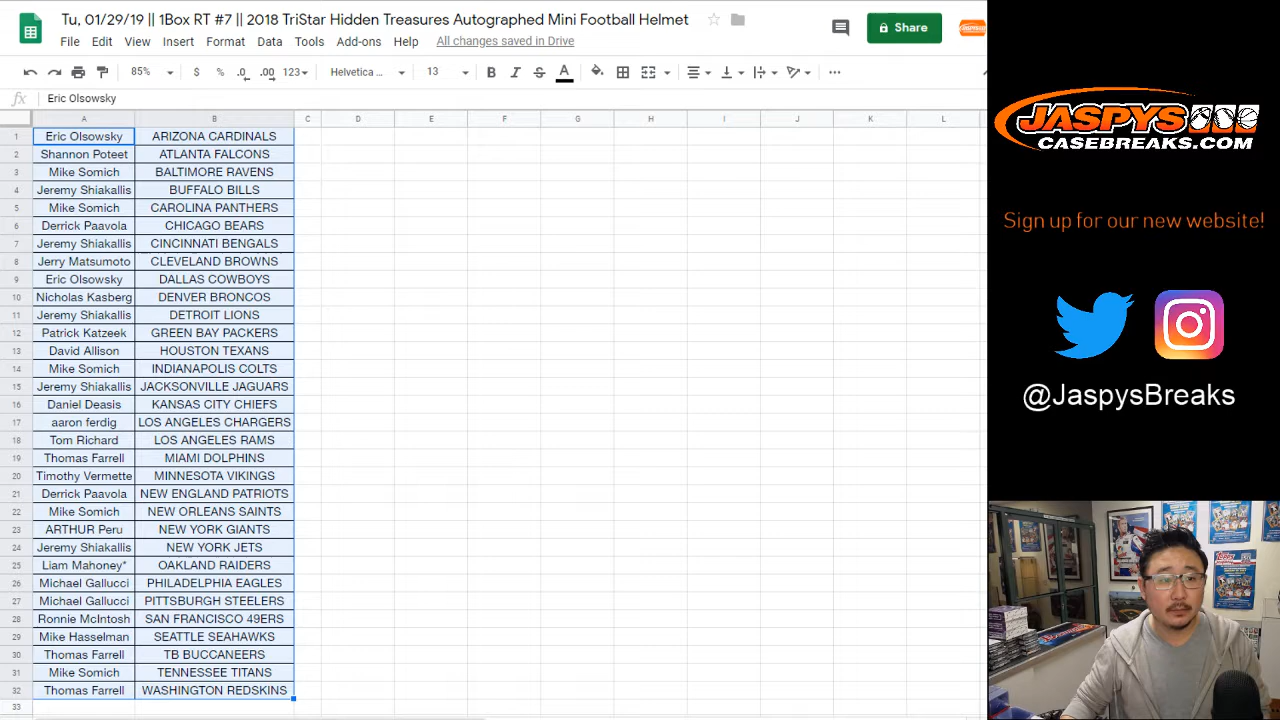 Tu, 01/29/19 || 1Box RT #7 || 2018 TriStar Hidden Treasures Autographed Mini Football Helmet
File Edit View Insert Format Data Tools Add-ons Help All changes saved in Drive
Share
85% $ % .0 .00 123 Helvetica ... 13 B I S A
fx Eric Olsowsky
A B C D E F G H I J K L
1 Eric Olsowsky ARIZONA CARDINALS
2 Shannon Poteet ATLANTA FALCONS
3 Mike Somich BALTIMORE RAVENS
4 Jeremy Shiakallis BUFFALO BILLS
5 Mike Somich CAROLINA PANTHERS
6 Derrick Paavola CHICAGO BEARS
7 Jeremy Shiakallis CINCINNATI BENGALS
8 Jerry Matsumoto CLEVELAND BROWNS
9 Eric Olsowsky DALLAS COWBOYS
10 Nicholas Kasberg DENVER BRONCOS
11 Jeremy Shiakallis DETROIT LIONS
12 Patrick Katzeek GREEN BAY PACKERS
13 David Allison HOUSTON TEXANS
14 Mike Somich INDIANAPOLIS COLTS
15 Jeremy Shiakallis JACKSONVILLE JAGUARS
16 Daniel Deasis KANSAS CITY CHIEFS
17 aaron ferdig LOS ANGELES CHARGERS
18 Tom Richard LOS ANGELES RAMS
19 Thomas Farrell MIAMI DOLPHINS
20 Timothy Vermette MINNESOTA VIKINGS
21 Derrick Paavola NEW ENGLAND PATRIOTS
22 Mike Somich NEW ORLEANS SAINTS
23 ARTHUR Peru NEW YORK GIANTS
24 Jeremy Shiakallis NEW YORK JETS
25 Liam Mahoney* OAKLAND RAIDERS
26 Michael Gallucci PHILADELPHIA EAGLES
27 Michael Gallucci PITTSBURGH STEELERS
28 Ronnie McIntosh SAN FRANCISCO 49ERS
29 Mike Hasselman SEATTLE SEAHAWKS
30 Thomas Farrell TB BUCCANEERS
31 Mike Somich TENNESSEE TITANS
32 Thomas Farrell WASHINGTON REDSKINS
33
JASPYS
CASEBREAKS.COM
Sign up for our new website!
@JaspysBreaks